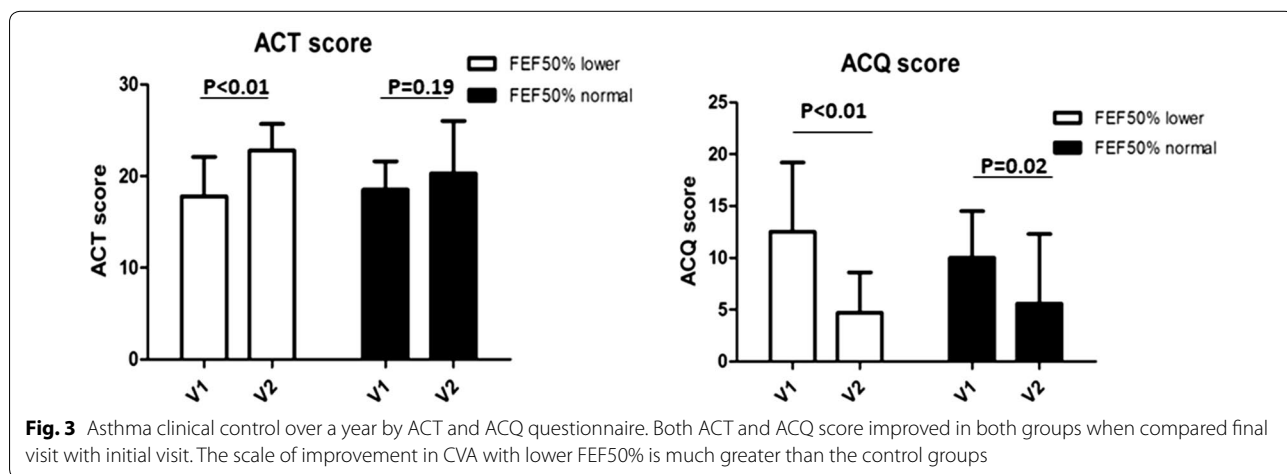 ACT score
FEF50% lower
FEF50% normal
P<0.01
P=0.19
30
20
10
0
ACT score
V1
V2
V1
V2
ACQ score
FEF50% lower
FEF50% normal
P<0.01
P=0.02
25
20
15
10
5
0
ACQ score
V1
V2
V1
V2
Fig. 3 Asthma clinical control over a year by ACT and ACQ questionnaire. Both ACT and ACQ score improved in both groups when compared final
visit with initial visit. The scale of improvement in CVA with lower FEF50% is much greater than the control groups